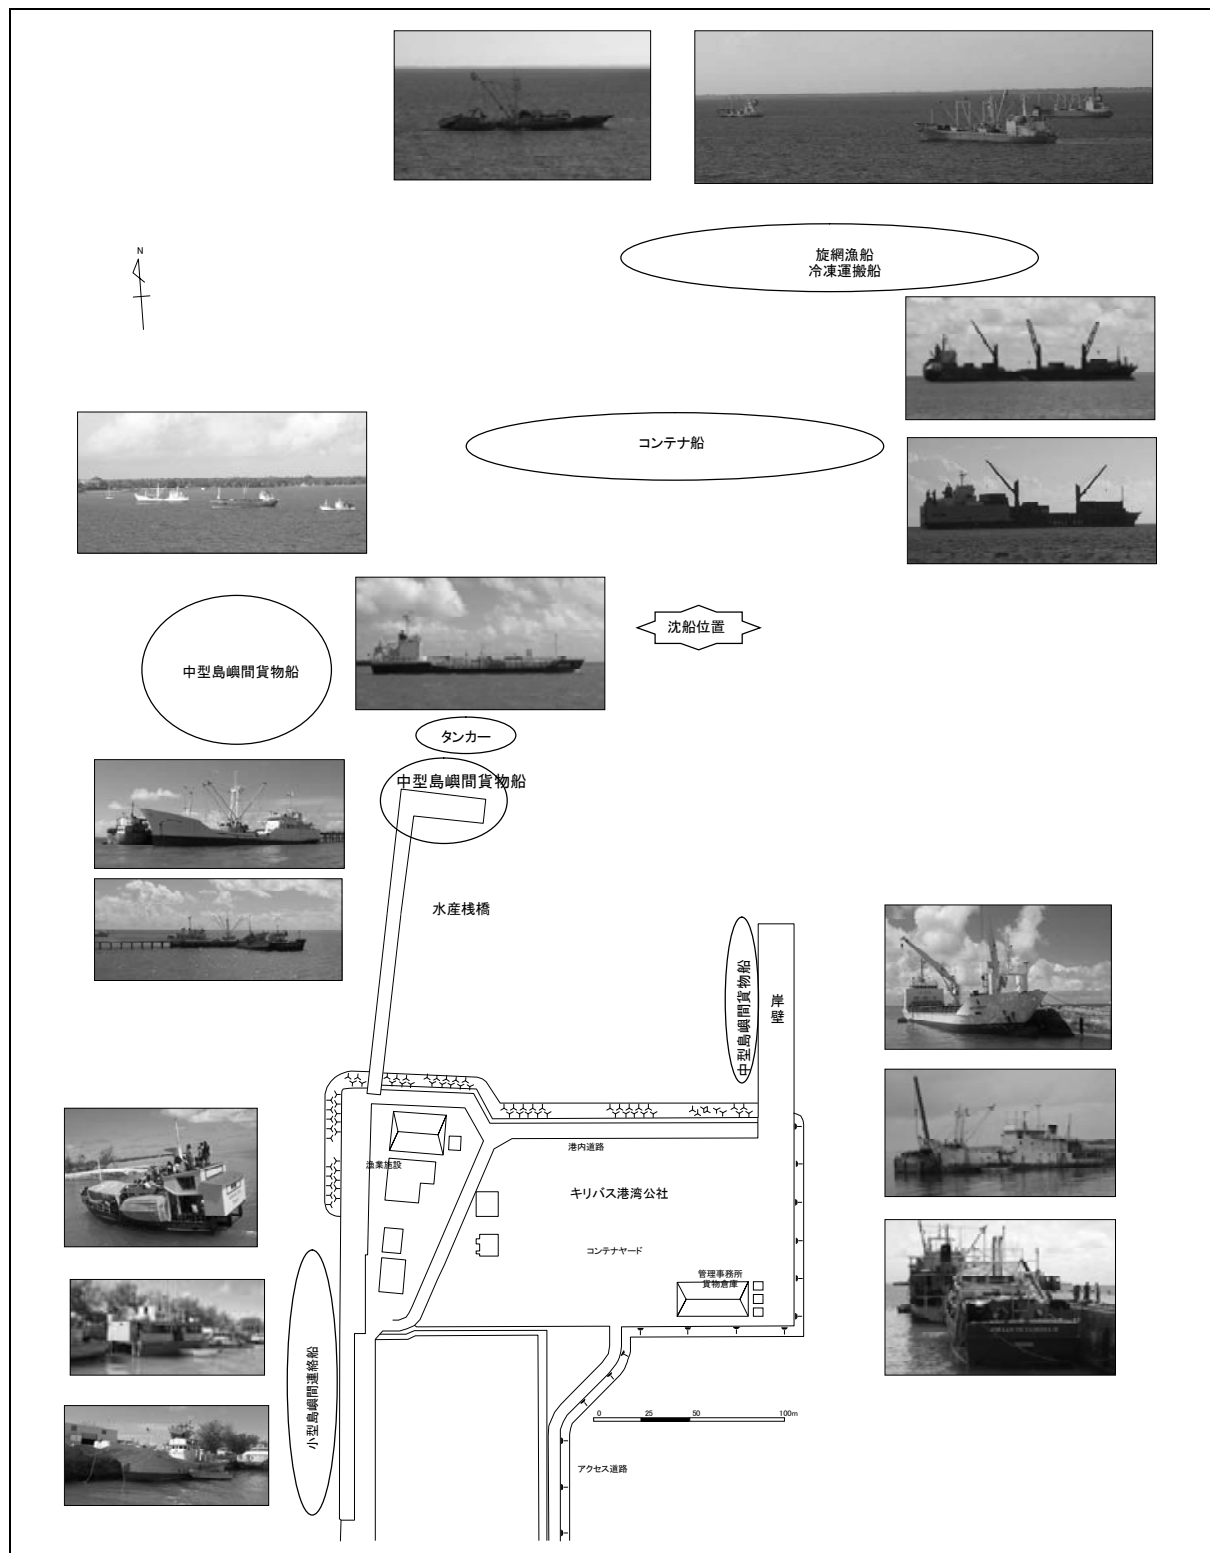 旋網漁船
冷凍運搬船
N
コンテナ船
沈船位置
中型島嶼間貨物船
タンカー
中型島嶼間貨物船
水産桟橋
中型島嶼間貨物船
岸壁
港内道路
漁業施設
キリバス港湾公社
コンテナヤード
管理事務所
貨物倉庫
小型島嶼間連絡船
0 25 50 100m
アクセス道路